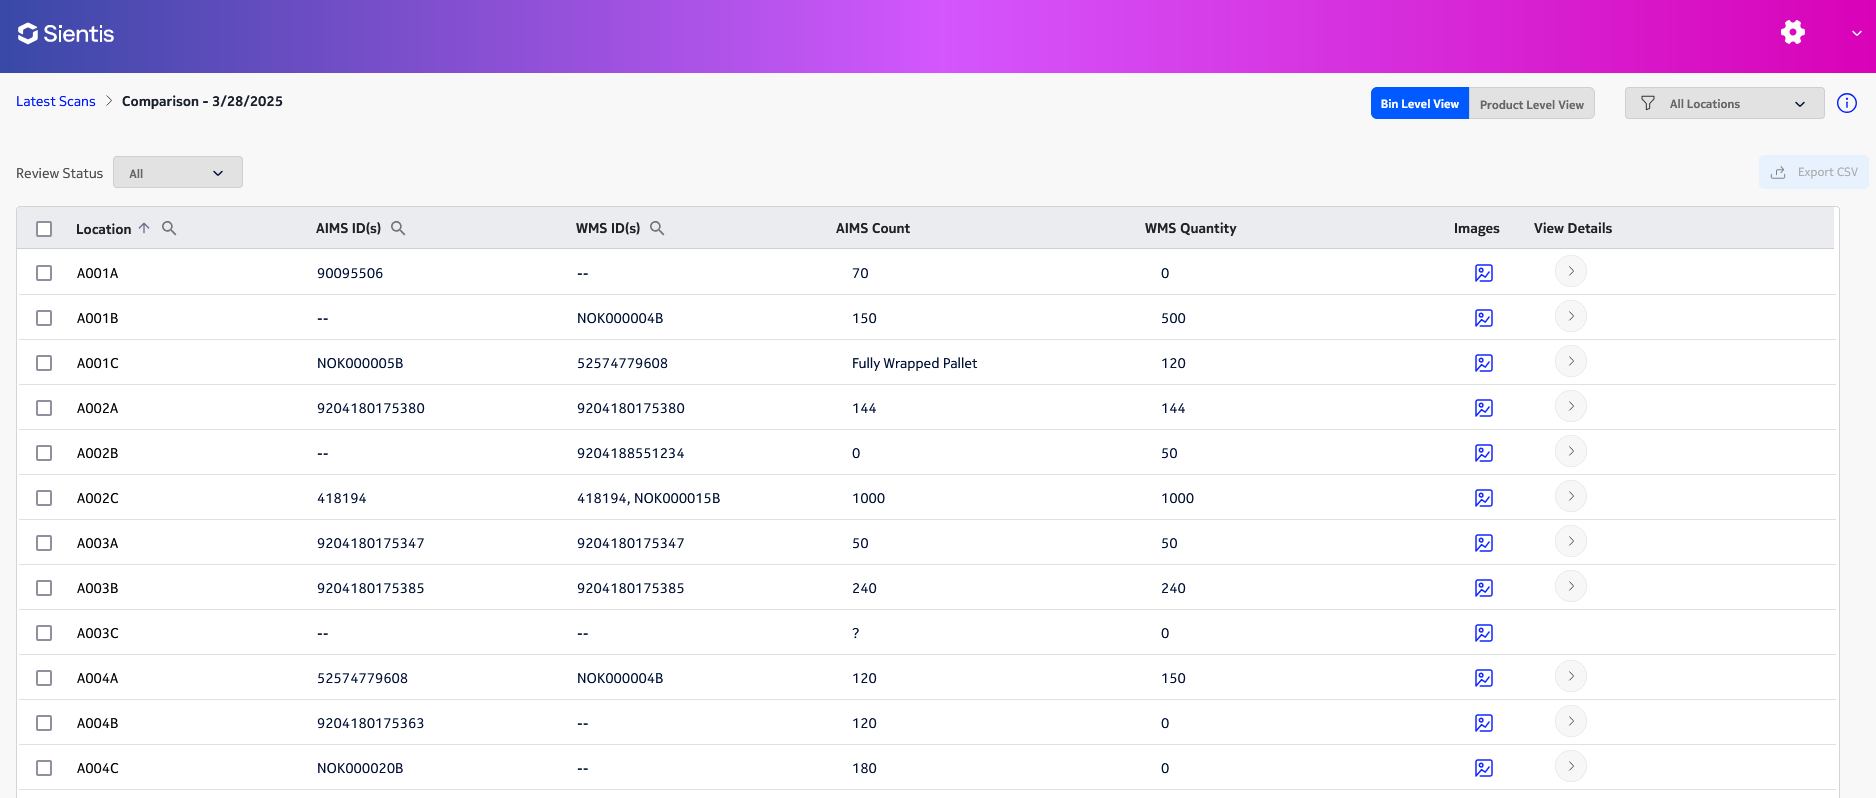 Sientis
Latest Scans > Comparison - 3/28/2025
Bin Level View Product Level View All Locations
Review Status All Export CSV
Location AIMS ID(s) WMS ID(s) AIMS Count WMS Quantity Images View Details
A001A 90095506 -- 70 0
A001B -- NOK000004B 150 500
A001C NOK000005B 52574779608 Fully Wrapped Pallet 120
A002A 9204180175380 9204180175380 144 144
A002B -- 9204188551234 0 50
A002C 418194 418194, NOK000015B 1000 1000
A003A 9204180175347 9204180175347 50 50
A003B 9204180175385 9204180175385 240 240
A003C -- -- ? 0
A004A 52574779608 NOK000004B 120 150
A004B 9204180175363 -- 120 0
A004C NOK000020B -- 180 0